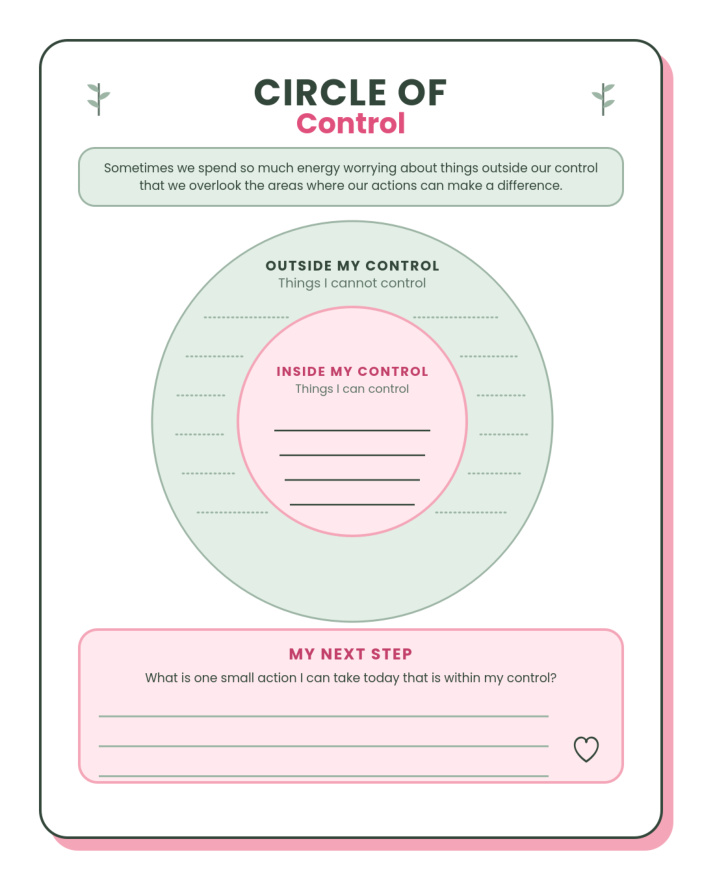 CIRCLE OF
Control
Sometimes we spend so much energy worrying about things outside our control
that we overlook the areas where our actions can make a difference.
OUTSIDE MY CONTROL
Things I cannot control
INSIDE MY CONTROL
Things I can control
MY NEXT STEP
What is one small action I can take today that is within my control?